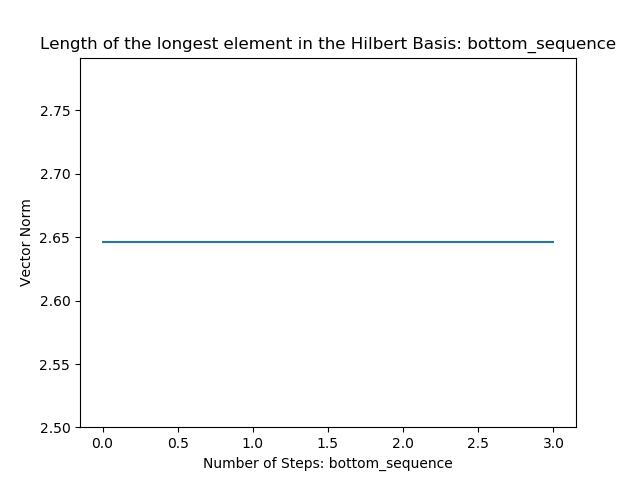 Length of the longest element in the Hilbert Basis: bottom_sequence
Vector Norm
2.75
2.70
2.65
2.60
2.55
2.50
0.0 0.5 1.0 1.5 2.0 2.5 3.0
Number of Steps: bottom_sequence